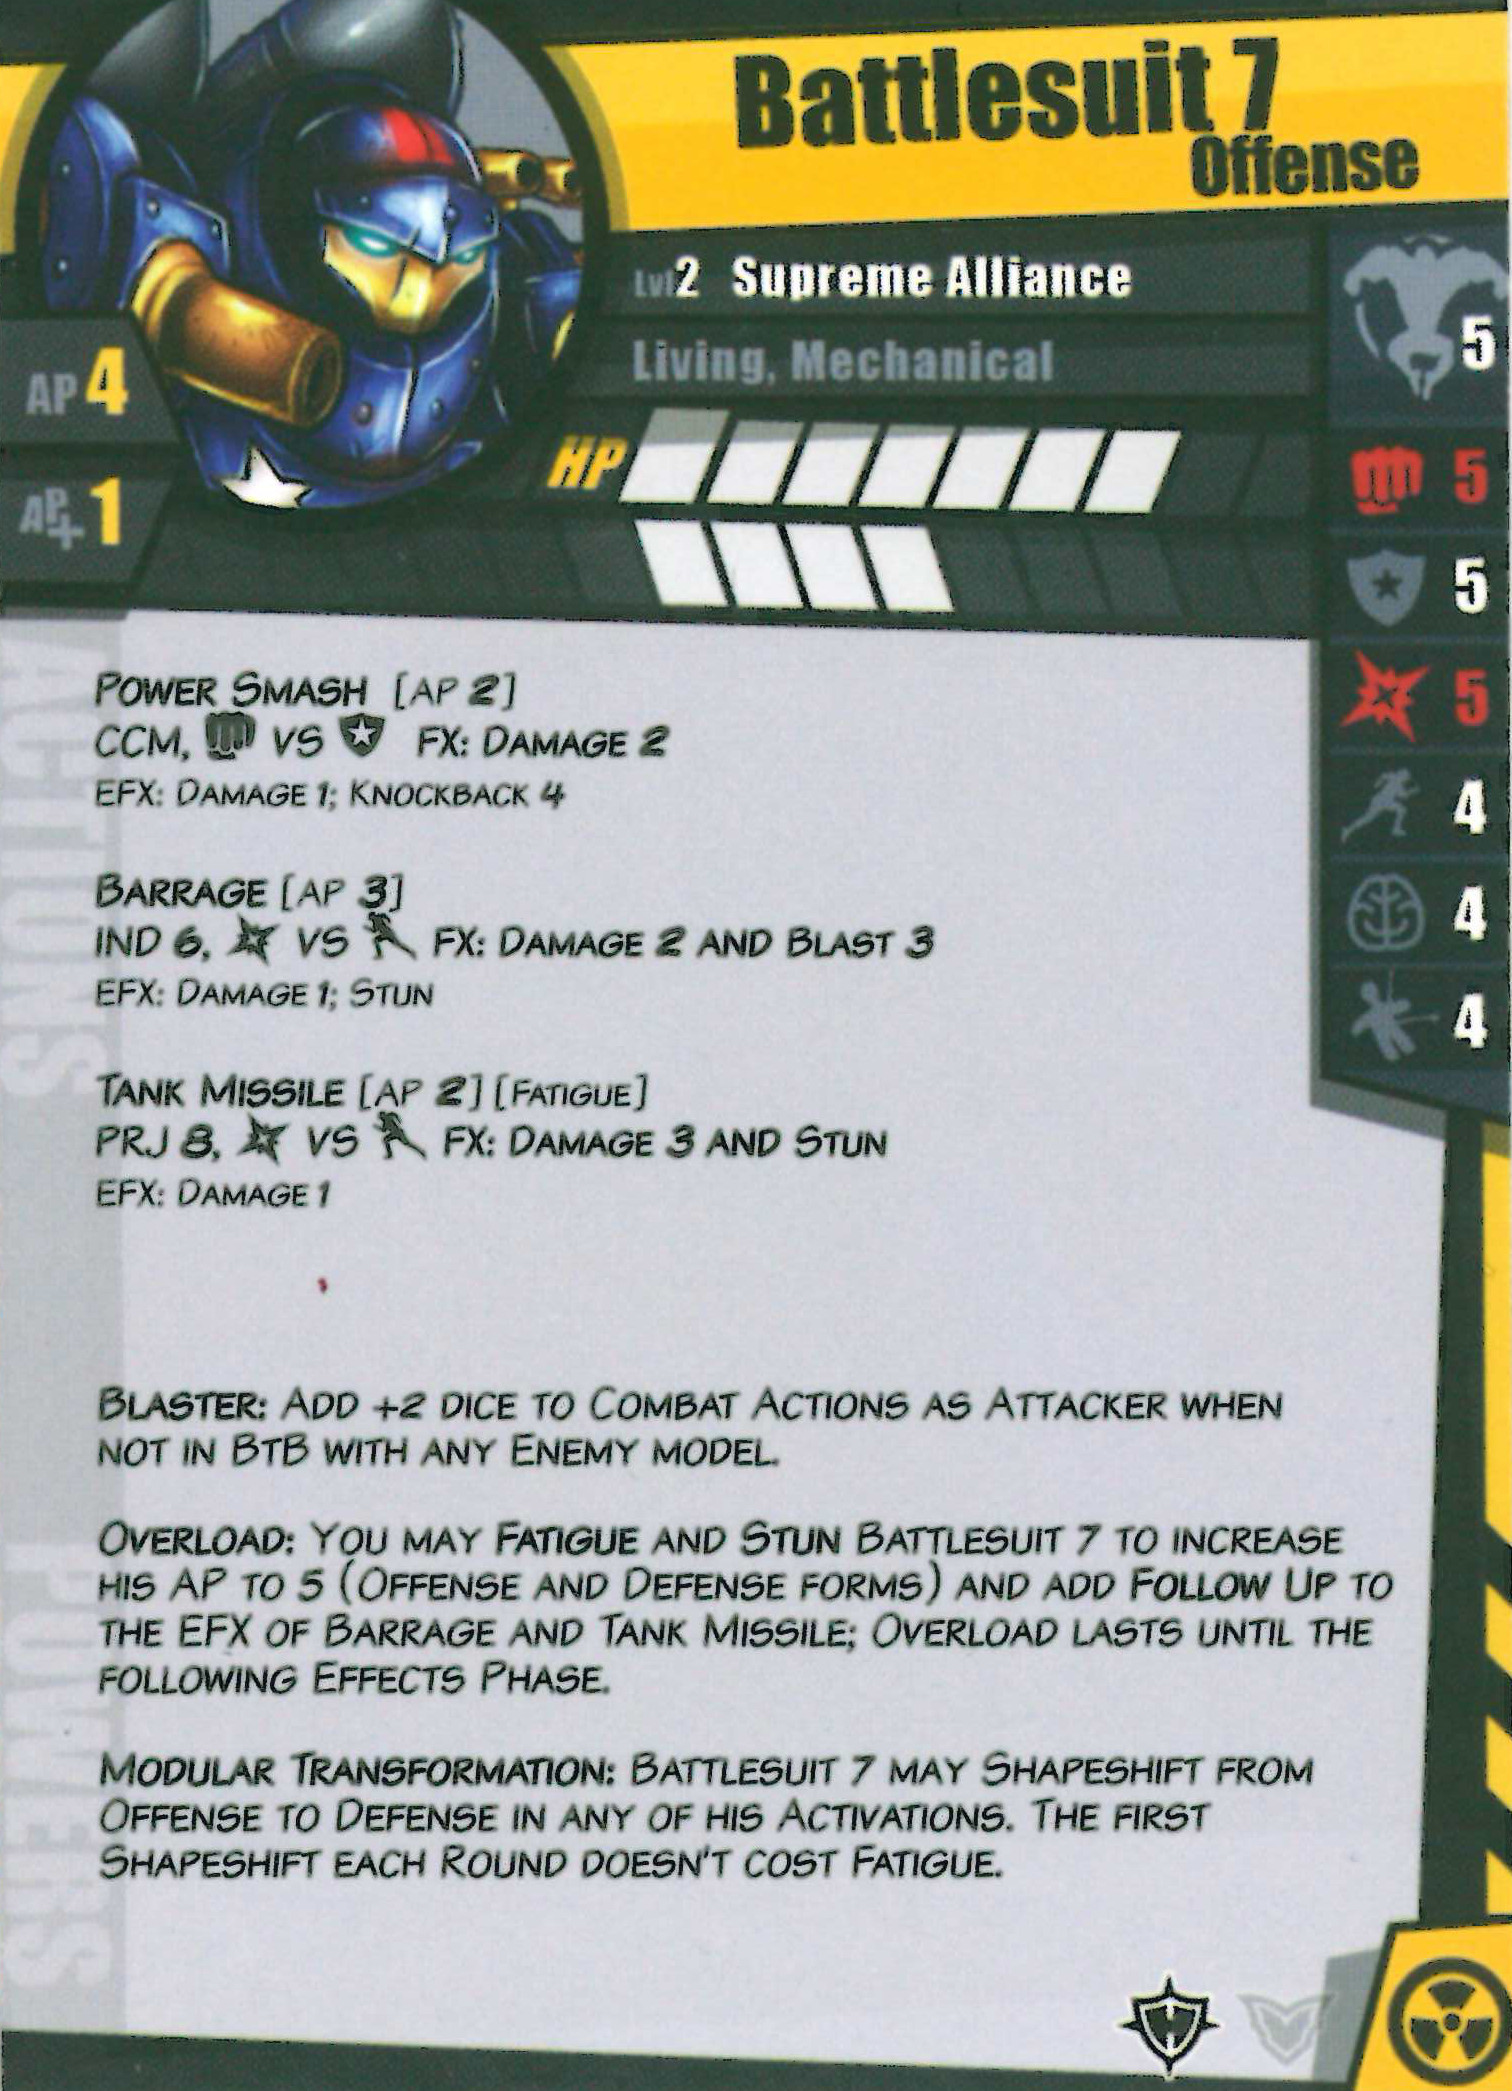 Battlesuit 7
Offense
Lvl 2 Supreme Alliance
Living, Mechanical
5
AP 4
HP
5
AP+ 1
5
5
4
4
4
ACTIONS
POWER SMASH [AP 2]
CCM, VS FX: DAMAGE 2
EFX: DAMAGE 1; KNOCKBACK 4
BARRAGE [AP 3]
IND 6, VS FX: DAMAGE 2 AND BLAST 3
EFX: DAMAGE 1; STUN
TANK MISSILE [AP 2] [FATIGUE]
PRJ 8, VS FX: DAMAGE 3 AND STUN
EFX: DAMAGE 1
POWERS
BLASTER: ADD +2 DICE TO COMBAT ACTIONS AS ATTACKER WHEN
NOT IN BTB WITH ANY ENEMY MODEL.
OVERLOAD: YOU MAY FATIGUE AND STUN BATTLESUIT 7 TO INCREASE
HIS AP TO 5 (OFFENSE AND DEFENSE FORMS) AND ADD FOLLOW UP TO
THE EFX OF BARRAGE AND TANK MISSILE; OVERLOAD LASTS UNTIL THE
FOLLOWING EFFECTS PHASE.
MODULAR TRANSFORMATION: BATTLESUIT 7 MAY SHAPESHIFT FROM
OFFENSE TO DEFENSE IN ANY OF HIS ACTIVATIONS. THE FIRST
SHAPESHIFT EACH ROUND DOESN'T COST FATIGUE.